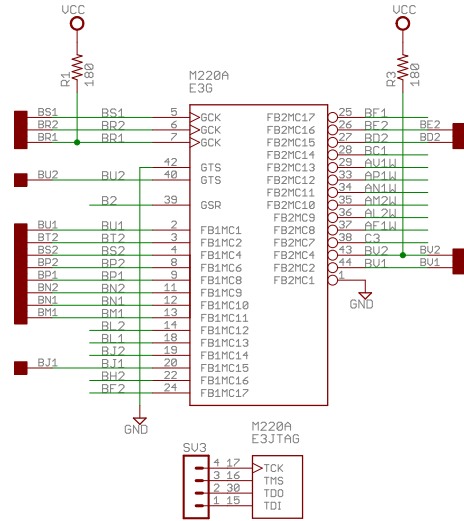 VCC VCC
R1 180 R3 180
M220A
E3G
BS1 BS1 5 GCK FB2MC17 25 BF1
BR2 BR2 6 GCK FB2MC16 26 BE2 BE2
BR1 BR1 7 GCK FB2MC15 27 BD2 BD2
FB2MC14 28 BC1
42 GTS FB2MC13 29 AV1W
BU2 BU2 40 GTS FB2MC12 33 AP1W
FB2MC11 34 AN1W
B2 39 GSR FB2MC10 35 AM2W
FB2MC9 36 AL2W
BU1 BU1 2 FB1MC1 FB2MC8 37 AF1W
BT2 BT2 3 FB1MC2 FB2MC7 38 C3
BS2 BS2 4 FB1MC4 FB2MC4 43 BV2 BV2
BP2 BP2 8 FB1MC6 FB2MC2 44 BV1 BV1
BP1 BP1 9 FB1MC8 FB2MC1 1
BN2 BN2 11 FB1MC9
BN1 BN1 12 FB1MC10 GND
BM1 BM1 13 FB1MC11
BL2 14 FB1MC12
BL1 18 FB1MC13
BJ2 19 FB1MC14
BJ1 BJ1 20 FB1MC15
BH2 22 FB1MC16
BF2 24 FB1MC17
GND
M220A
E3JTAG
SV3
4 17 TCK
3 16 TMS
2 30 TDO
1 15 TDI